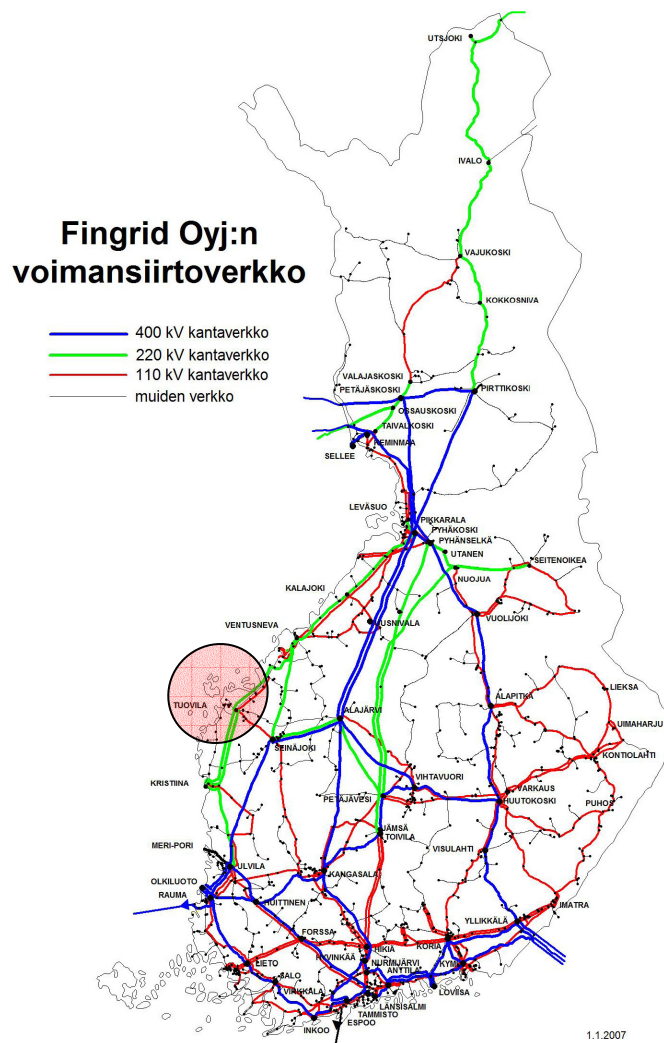 UTSJOKI
IVALO
Fingrid Oyj:n
voimansiirtoverkko
VAJUKOSKI
KOKKOSNIVA
400 kV kantaverkko
220 kV kantaverkko
110 kV kantaverkko
muiden verkko
VALAJASKOSKI
PETÄJÄSKOSKI
PIRTTIKOSKI
OSSAUSKOSKI
TAIVALKOSKI
KEMINMAA
SELLEE
LEVÄSUO
PIKKARALA
PYHÄKOSKI
PYHÄNSELKÄ
UTANEN
SEITENOIKEA
NUOJUA
KALAJOKI
VUOLIJOKI
UUSNIVALA
VENTUSNEVA
LIEKSA
ALAPITKÄ
TUOVILA
UIMAHARJU
ALAJÄRVI
SEINÄJOKI
KONTIOLAHTI
VIHTAVUORI
KRISTIINA
VARKAUS
PETÄJÄVESI
HUUTOKOSKI
PUHOS
JÄMSÄ
TOIVILA
MERI-PORI
VISULAHTI
ULVILA
KANGASALA
OLKILUOTO
RAUMA
HUITTINEN
IMATRA
YLLIKKÄLÄ
FORSSA
KORIA
HIKIÄ
HYVINKÄÄ
LIETO
KYMI
NURMIJÄRVI
ANTTILA
SALO
LOVIISA
VIRKKALA
LÄNSISALMI
TAMMISTO
ESPOO
INKOO
1.1.2007